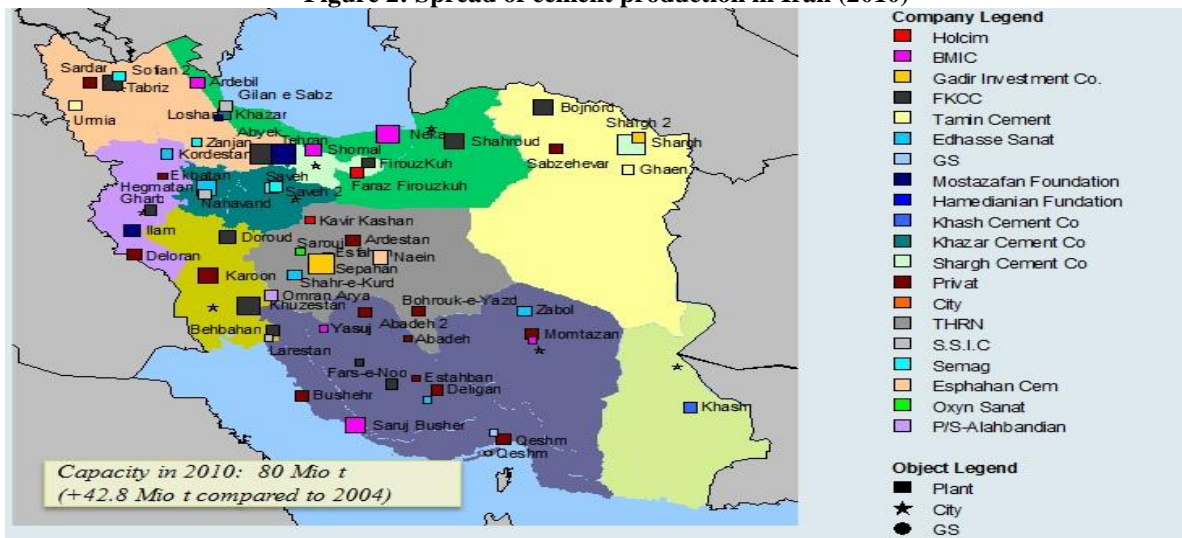 Figure 2: Spread of cement production in Iran (2010)
Company Legend
Holcim
BMIC
Gadir Investment Co.
FKCC
Tamin Cement
Edhasse Sanat
GS
Mostazafan Foundation
Hamedianian Fundation
Khash Cement Co
Khazar Cement Co
Shargh Cement Co
Privat
City
THRN
S.S.I.C
Semag
Esphahan Cem
Oxyn Sanat
P/S-Alahbandian
Object Legend
Plant
City
GS
Sardar
Sofian 2
Tabriz
Ardebil
Gilan e Sabz
Urmia
Loshan
Khazar
Zanjan
Abyek
Tehran
Neka
Bojnord
Shargh 2
Shargh
Shahroud
Sabzehevar
Ghaen
Kordestan
Shomal
FirouzKuh
Faraz Firouzkuh
Ekbatan
Saveh
Saveh 2
Hegmatan
Nahavand
Gharb
Kavir Kashan
Ilam
Doroud
Sarouj
Ardestan
Esfahan
Naein
Deloran
Sepahan
Karoon
Shahr-e-Kurd
Omran Arya
Bohrouk-e-Yazd
Khuzestan
Zabol
Abadeh 2
Behbahan
Yasuj
Abadeh
Momtazan
Larestan
Fars-e-Noo
Estahban
Deligan
Bushehr
Khash
Saruj Busher
Qeshm
Qeshm
Capacity in 2010: 80 Mio t
(+42.8 Mio t compared to 2004)